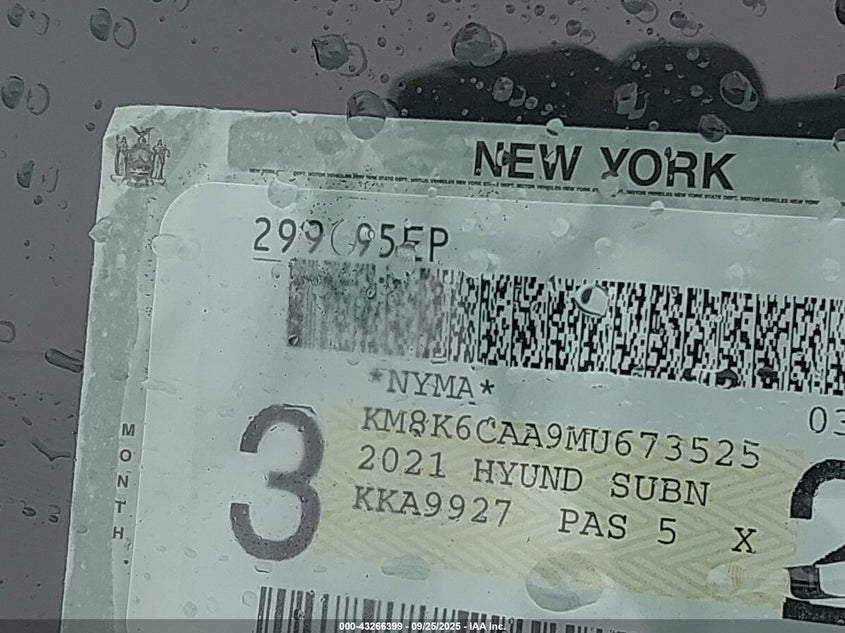 NEW YORK
*NYMA*
03
KM8K6CAA9MU673525
2021 HYUND SUBN
KKA9927 PAS 5 X
3
2
MONTH
000-43266399 - 09/25/2025 - IAA Inc.